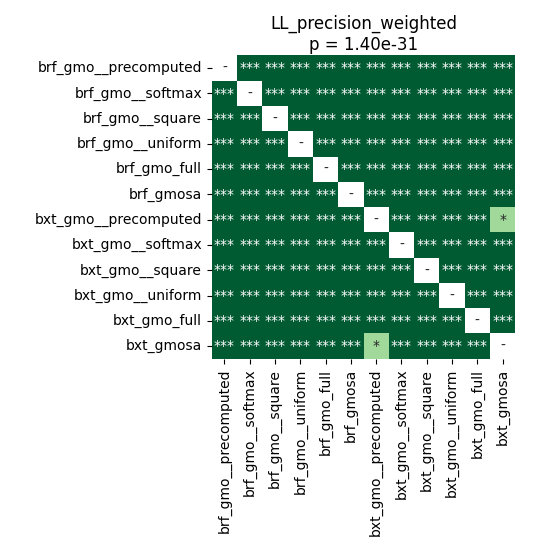 LL_precision_weighted
p = 1.40e-31
brf_gmo__precomputed - *** *** *** *** *** *** *** *** *** *** ***
brf_gmo__softmax *** - *** *** *** *** *** *** *** *** *** ***
brf_gmo__square *** *** - *** *** *** *** *** *** *** *** ***
brf_gmo__uniform *** *** *** - *** *** *** *** *** *** *** ***
brf_gmo_full *** *** *** *** - *** *** *** *** *** *** ***
brf_gmosa *** *** *** *** *** - *** *** *** *** *** ***
bxt_gmo__precomputed *** *** *** *** *** *** - *** *** *** *** *
bxt_gmo__softmax *** *** *** *** *** *** *** - *** *** *** ***
bxt_gmo__square *** *** *** *** *** *** *** *** - *** *** ***
bxt_gmo__uniform *** *** *** *** *** *** *** *** *** - *** ***
bxt_gmo_full *** *** *** *** *** *** *** *** *** *** - ***
bxt_gmosa *** *** *** *** *** *** * *** *** *** *** -
brf_gmo__precomputed
brf_gmo__softmax
brf_gmo__square
brf_gmo__uniform
brf_gmo_full
brf_gmosa
bxt_gmo__precomputed
bxt_gmo__softmax
bxt_gmo__square
bxt_gmo__uniform
bxt_gmo_full
bxt_gmosa